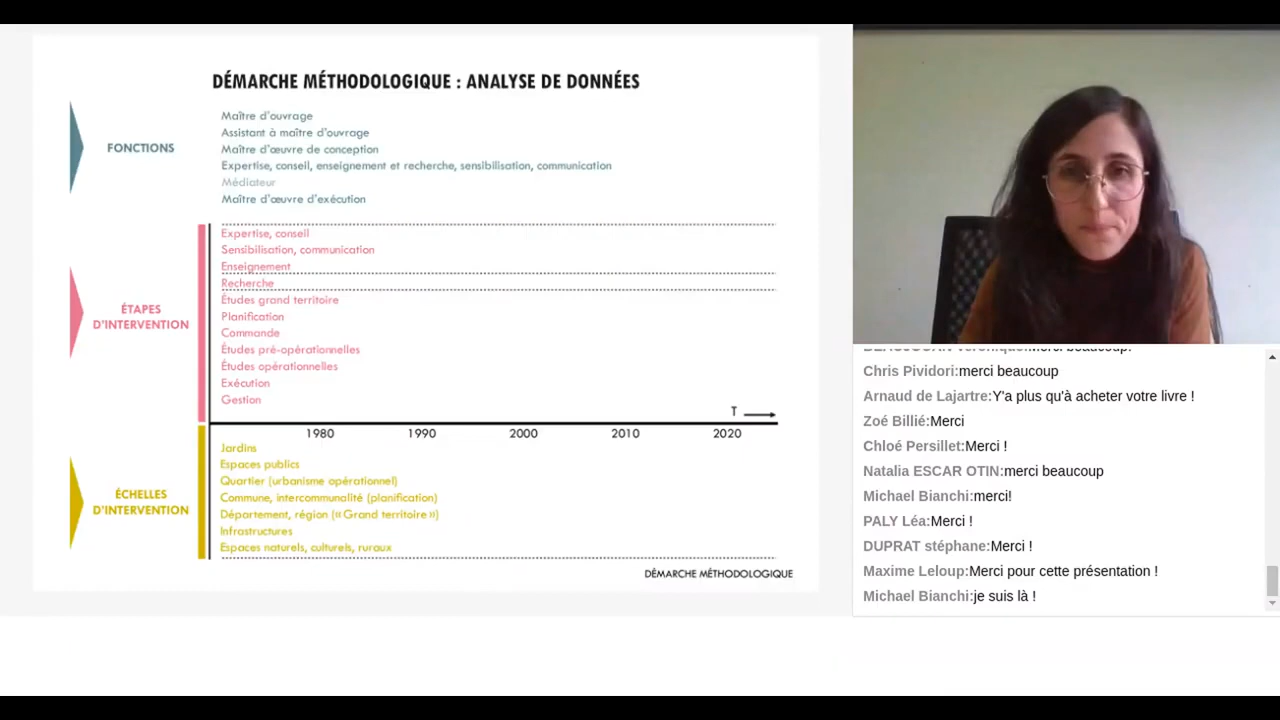 DÉMARCHE MÉTHODOLOGIQUE : ANALYSE DE DONNÉES
FONCTIONS
Maître d'ouvrage
Assistant à maître d'ouvrage
Maître d'œuvre de conception
Expertise, conseil, enseignement et recherche, sensibilisation, communication
Médiateur
Maître d'œuvre d'exécution
ÉTAPES
D'INTERVENTION
Expertise, conseil
Sensibilisation, communication
Enseignement
Recherche
Études grand territoire
Planification
Commande
Études pré-opérationnelles
Études opérationnelles
Exécution
Gestion
T
1980 1990 2000 2010 2020
ÉCHELLES
D'INTERVENTION
Jardins
Espaces publics
Quartier (urbanisme opérationnel)
Commune, intercommunalité (planification)
Département, région (« Grand territoire »)
Infrastructures
Espaces naturels, culturels, ruraux
DÉMARCHE MÉTHODOLOGIQUE
Chris Pividori:merci beaucoup
Arnaud de Lajartre:Y'a plus qu'à acheter votre livre !
Zoé Billié:Merci
Chloé Persillet:Merci !
Natalia ESCAR OTIN:merci beaucoup
Michael Bianchi:merci!
PALY Léa:Merci !
DUPRAT stéphane:Merci !
Maxime Leloup:Merci pour cette présentation !
Michael Bianchi:je suis là !